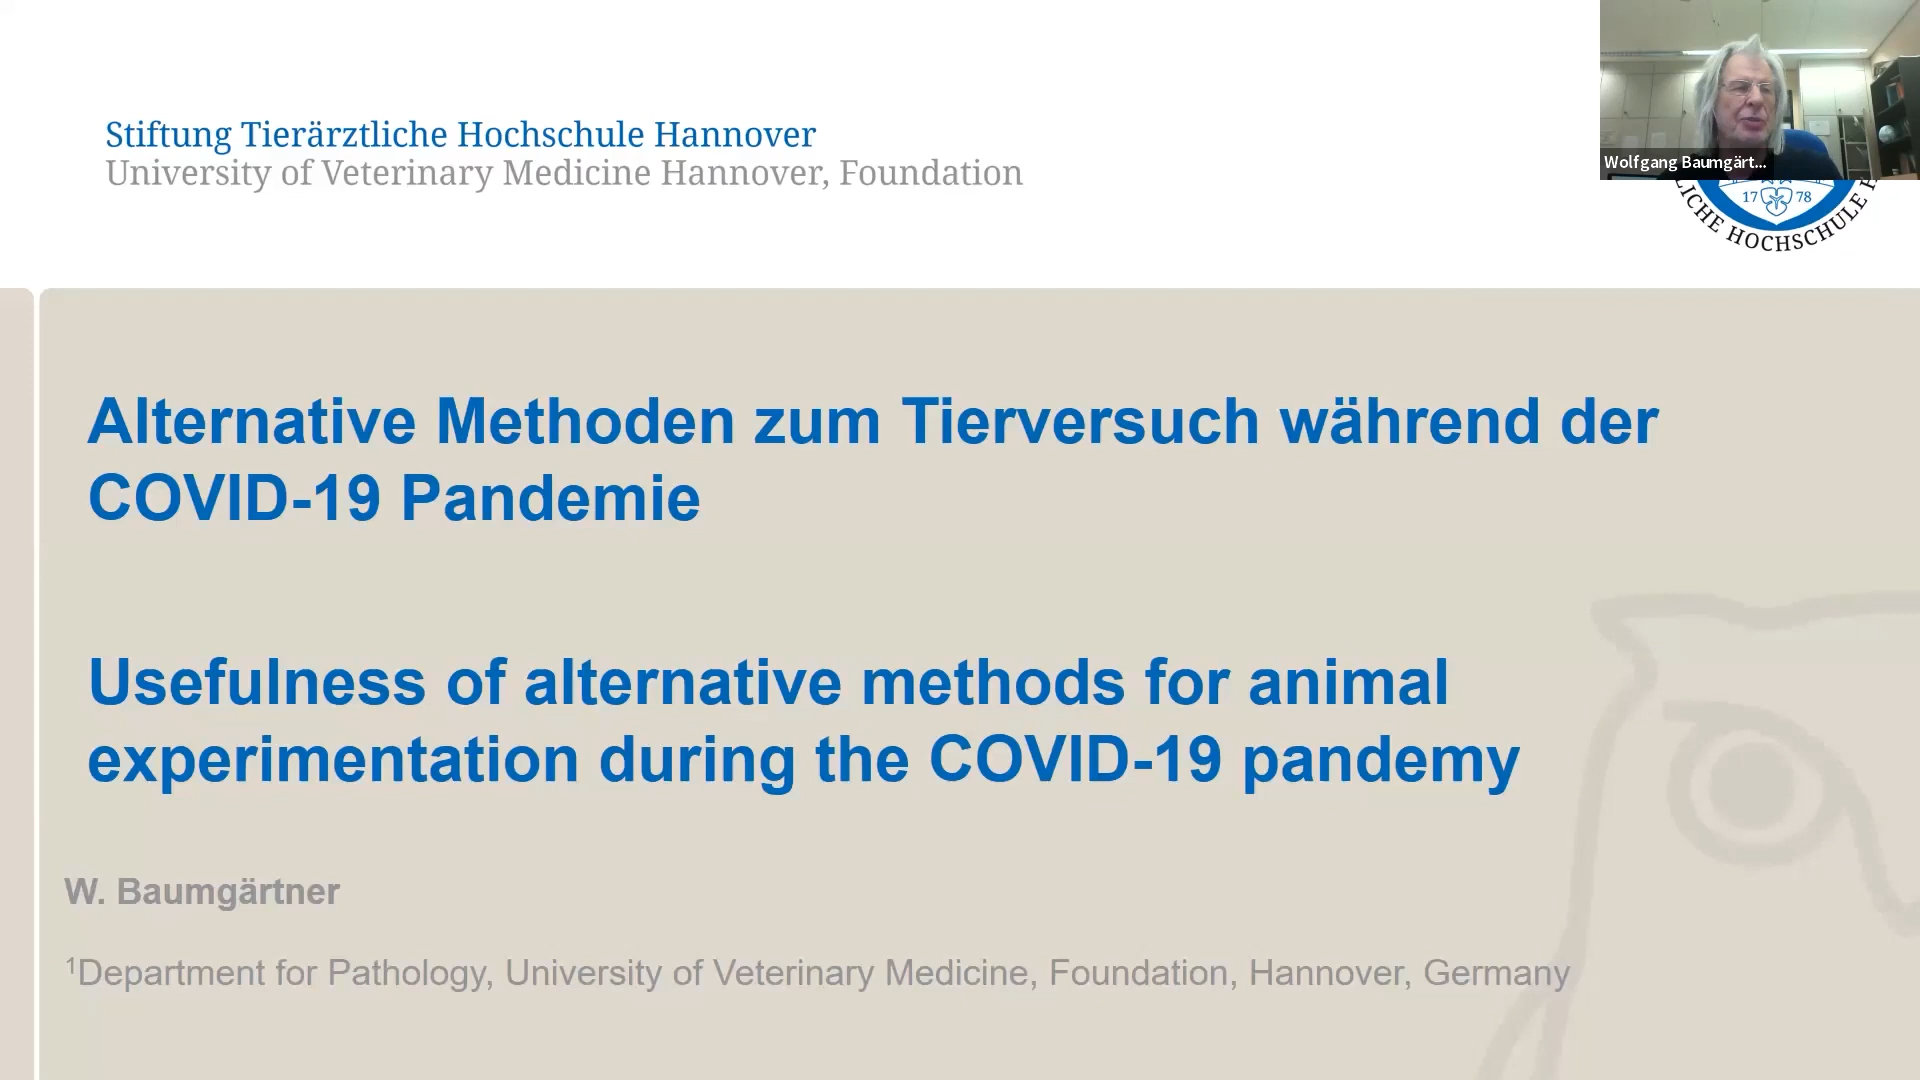 Stiftung Tierärztliche Hochschule Hannover
University of Veterinary Medicine Hannover, Foundation
Wolfgang Baumgärt...
17 78
LICHE HOCHSCHULE
Alternative Methoden zum Tierversuch während der
COVID-19 Pandemie
Usefulness of alternative methods for animal
experimentation during the COVID-19 pandemy
W. Baumgärtner
¹Department for Pathology, University of Veterinary Medicine, Foundation, Hannover, Germany